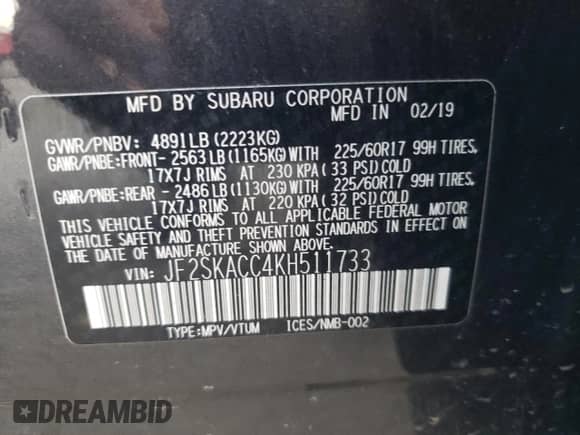 MFD BY SUBARU CORPORATION
MFD IN 02/19
GVWR/PNBV: 4891LB (2223KG)
GAWR/PNBE:FRONT- 2563LB(1165KG)WITH 225/60R17 99H TIRES,
17X7J RIMS AT 230 KPA( 33 PSI)COLD
GAWR/PNBE:REAR - 2486LB(1130KG)WITH 225/60R17 99H TIRES,
17X7J RIMS AT 220 KPA( 32 PSI)COLD
THIS VEHICLE CONFORMS TO ALL APPLICABLE FEDERAL MOTOR
VEHICLE SAFETY AND THEFT PREVENTION STANDARDS IN EFFECT ON
THE DATE OF MANUFACTURE SHOWN ABOVE.
VIN: JF2SKACC4KH511733
TYPE:MPV/VTUM ICES/NMB-002
DREAMBID